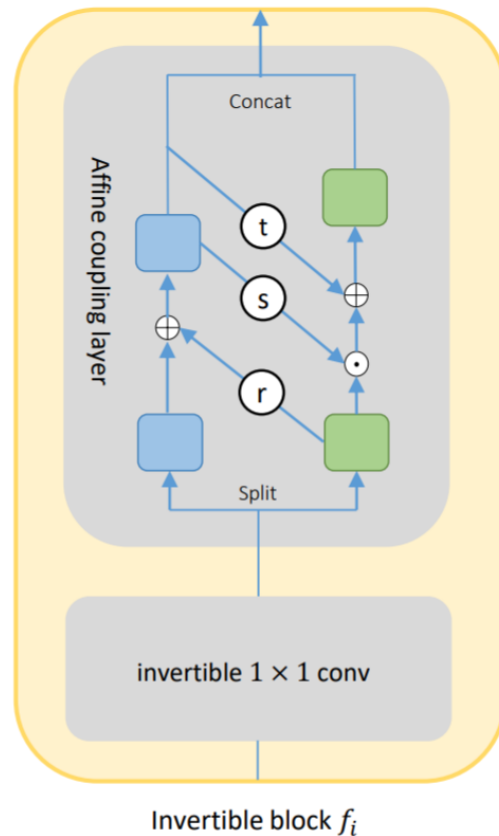 Concat
Affine coupling layer
t
s
r
Split
invertible 1 × 1 conv
Invertible block fᵢ